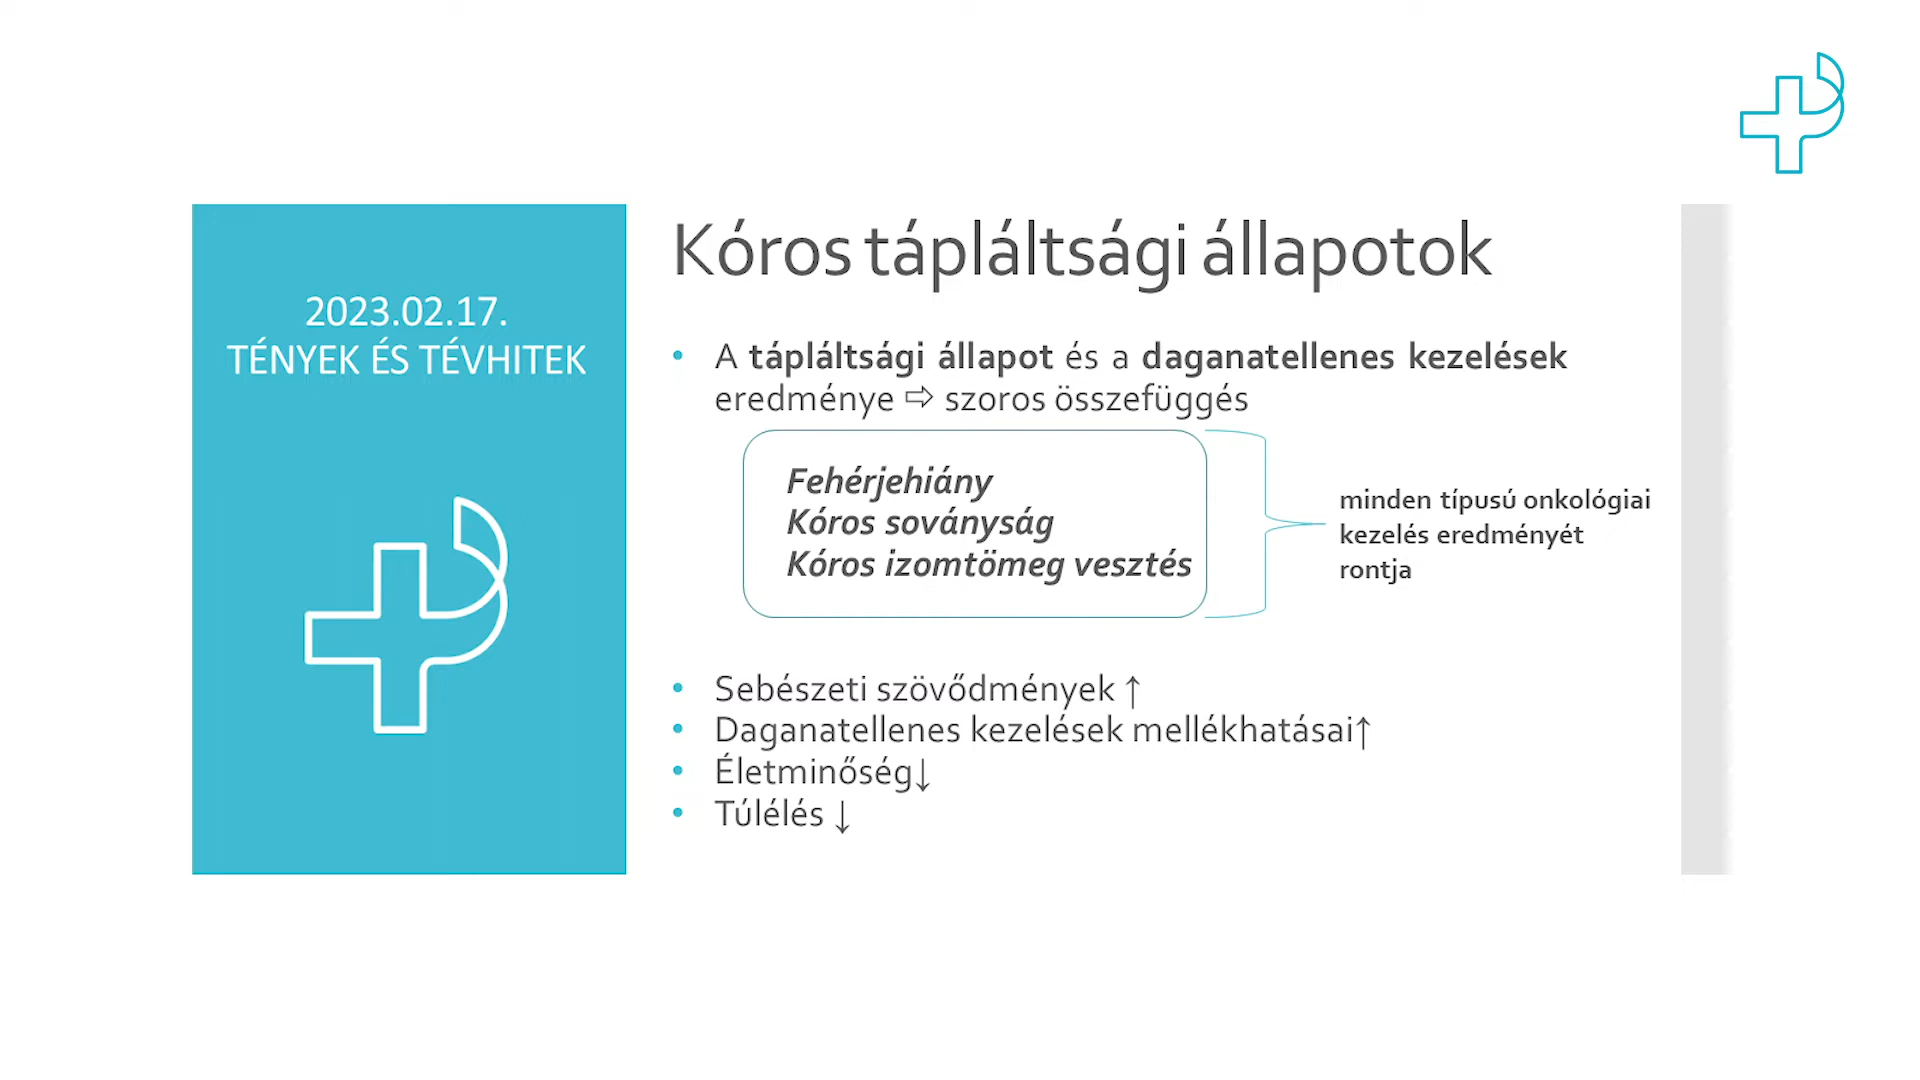 2023.02.17.
TÉNYEK ÉS TÉVHITEK
Kóros tápláltsági állapotok
• A tápláltsági állapot és a daganatellenes kezelések
eredménye ⇨ szoros összefüggés
Fehérjehiány
Kóros soványság
Kóros izomtömeg vesztés
minden típusú onkológiai
kezelés eredményét
rontja
• Sebészeti szövődmények ↑
• Daganatellenes kezelések mellékhatásai↑
• Életminőség↓
• Túlélés ↓